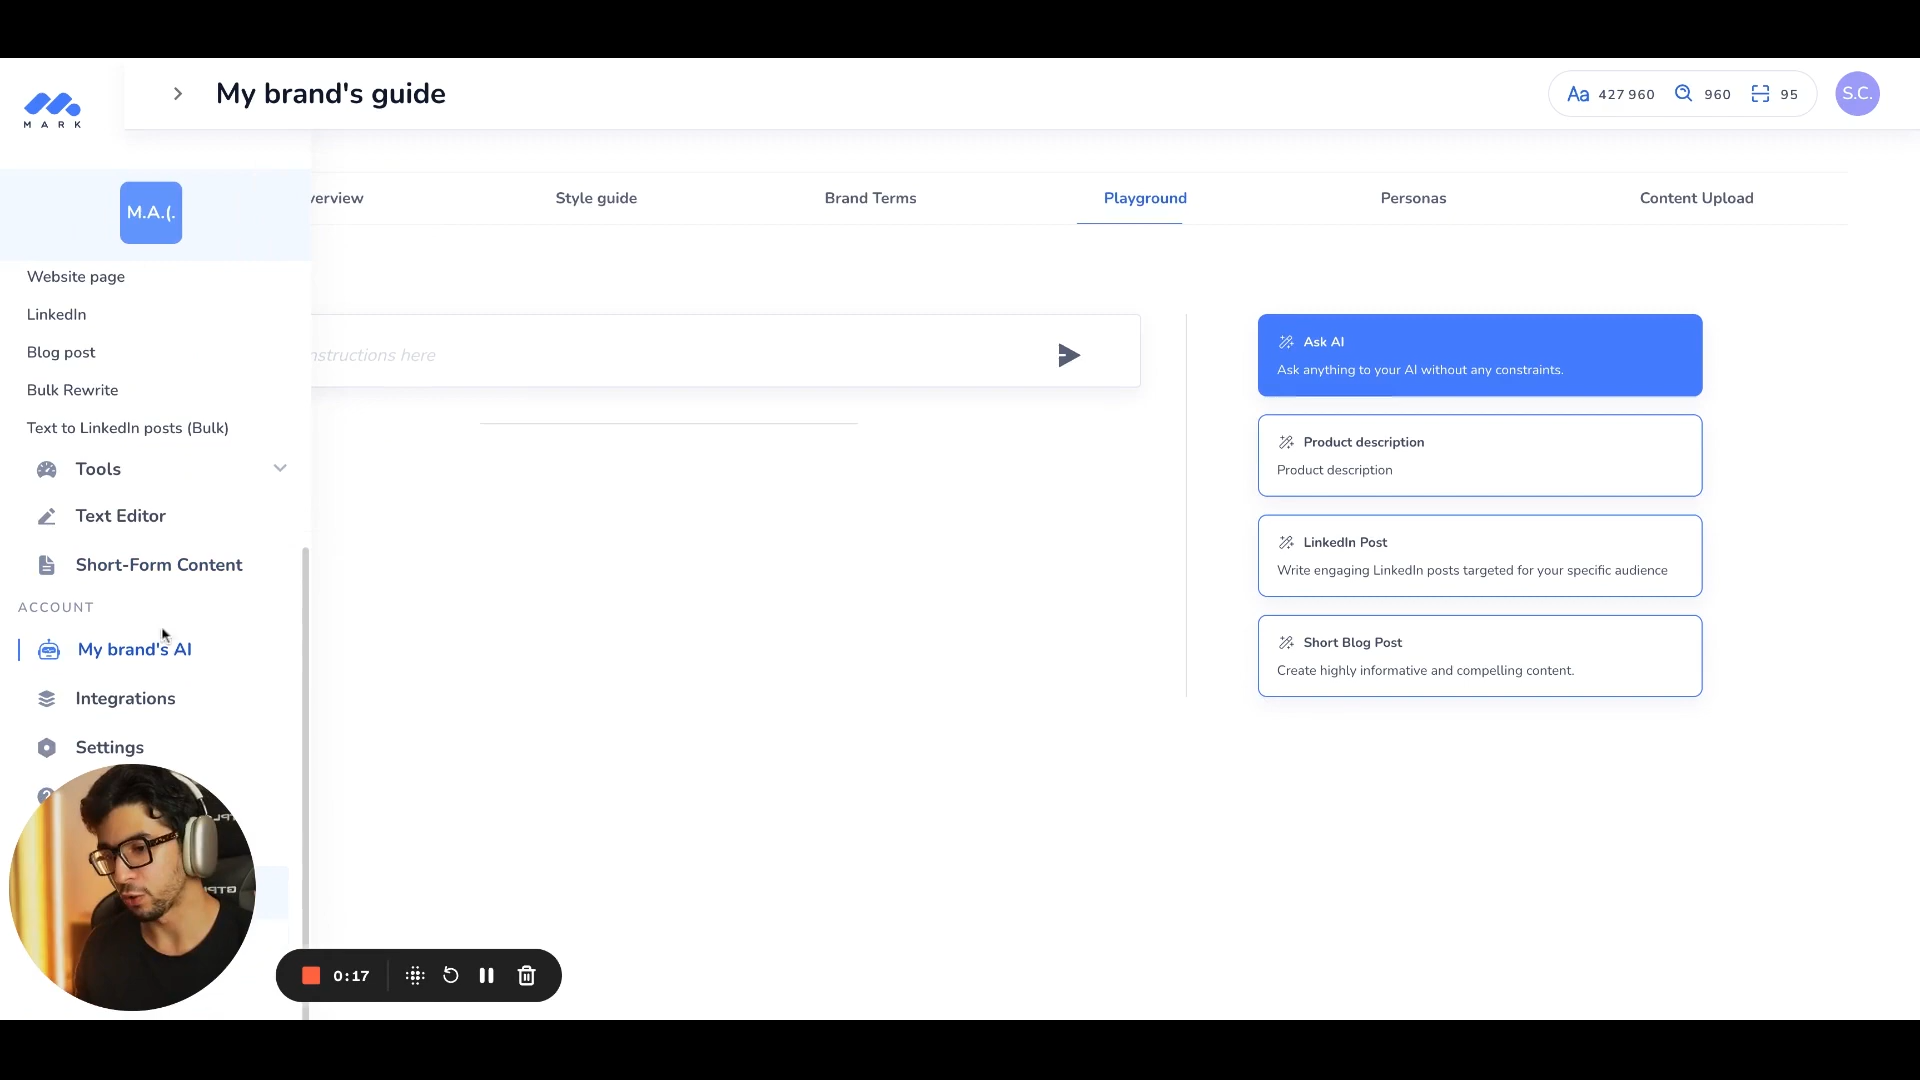 MARK
My brand's guide
Aa 427 960
960
95
S.C.
M.A.(.
verview
Style guide
Brand Terms
Playground
Personas
Content Upload
Website page
LinkedIn
Blog post
Bulk Rewrite
Text to LinkedIn posts (Bulk)
Tools
Text Editor
Short-Form Content
ACCOUNT
My brand's AI
Integrations
Settings
nstructions here
Ask AI
Ask anything to your AI without any constraints.
Product description
Product description
LinkedIn Post
Write engaging LinkedIn posts targeted for your specific audience
Short Blog Post
Create highly informative and compelling content.
0:17